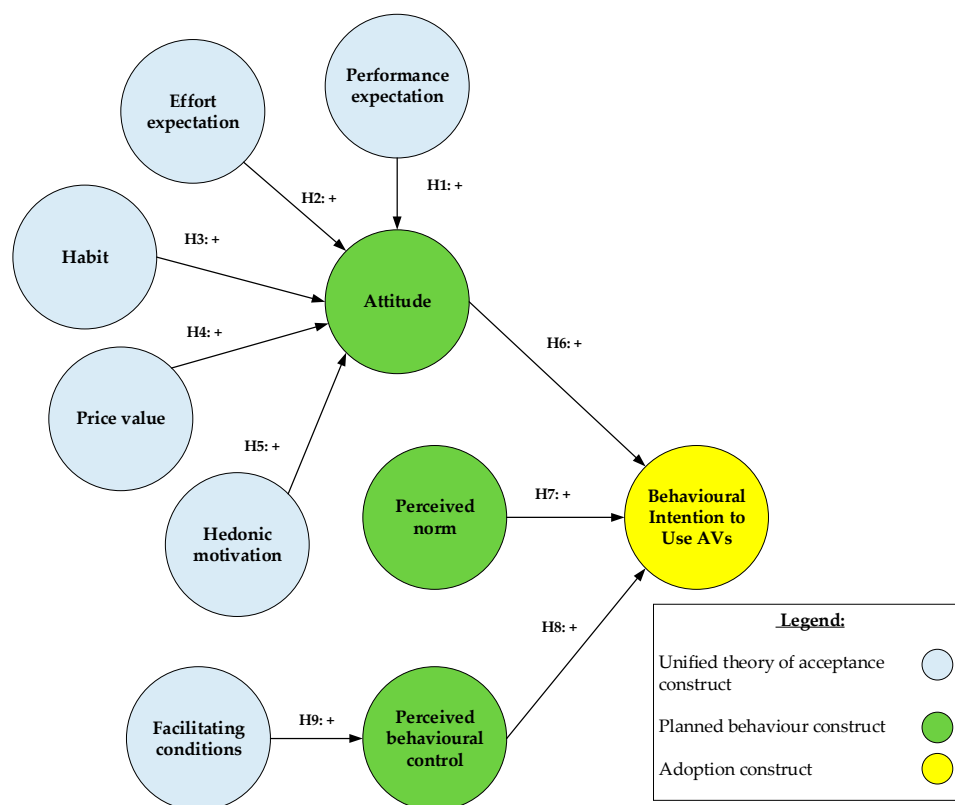 Performance
expectation
Effort
expectation
H1: +
H2: +
Habit
H3: +
Attitude
H4: +
Price value
H5: +
H6: +
Hedonic
motivation
Perceived
norm
H7: +
Behavioural
Intention to
Use AVs
H8: +
Facilitating
conditions
H9: +
Perceived
behavioural
control
Legend:
Unified theory of acceptance
construct
Planned behaviour construct
Adoption construct